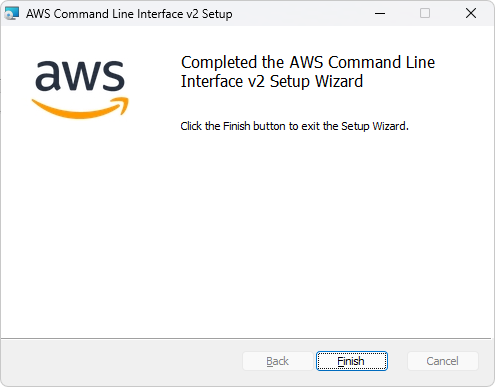 AWS Command Line Interface v2 Setup
aws
Completed the AWS Command Line
Interface v2 Setup Wizard
Click the Finish button to exit the Setup Wizard.
Back
Finish
Cancel